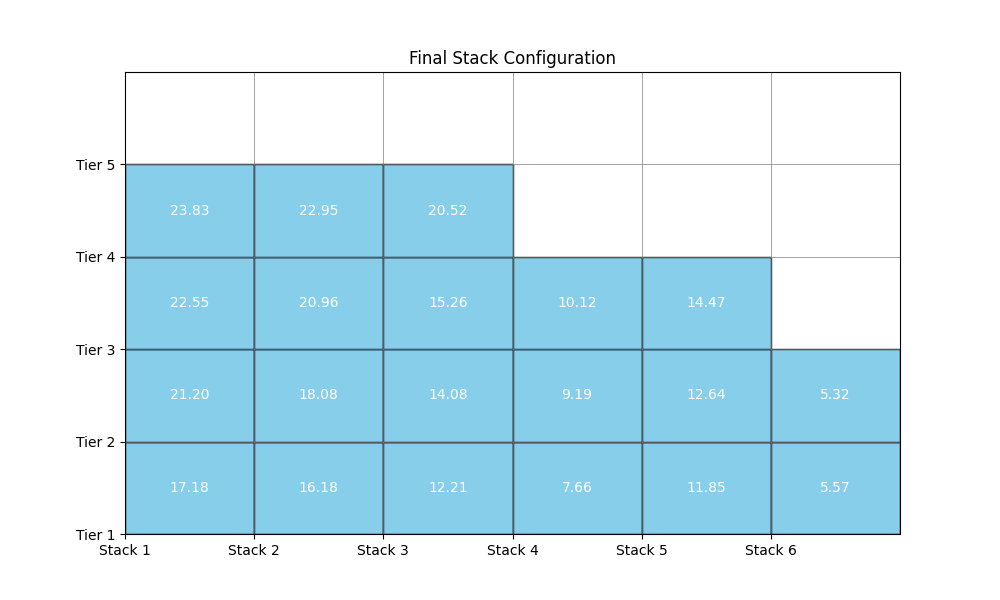 Final Stack Configuration
Tier 5
23.83 22.95 20.52
Tier 4
22.55 20.96 15.26 10.12 14.47
Tier 3
21.20 18.08 14.08 9.19 12.64 5.32
Tier 2
17.18 16.18 12.21 7.66 11.85 5.57
Tier 1
Stack 1 Stack 2 Stack 3 Stack 4 Stack 5 Stack 6